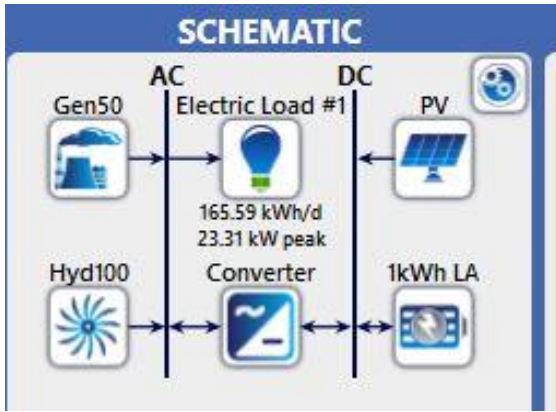 SCHEMATIC
AC DC
Gen50 Electric Load #1 PV
165.59 kWh/d
23.31 kW peak
Hyd100 Converter 1kWh LA